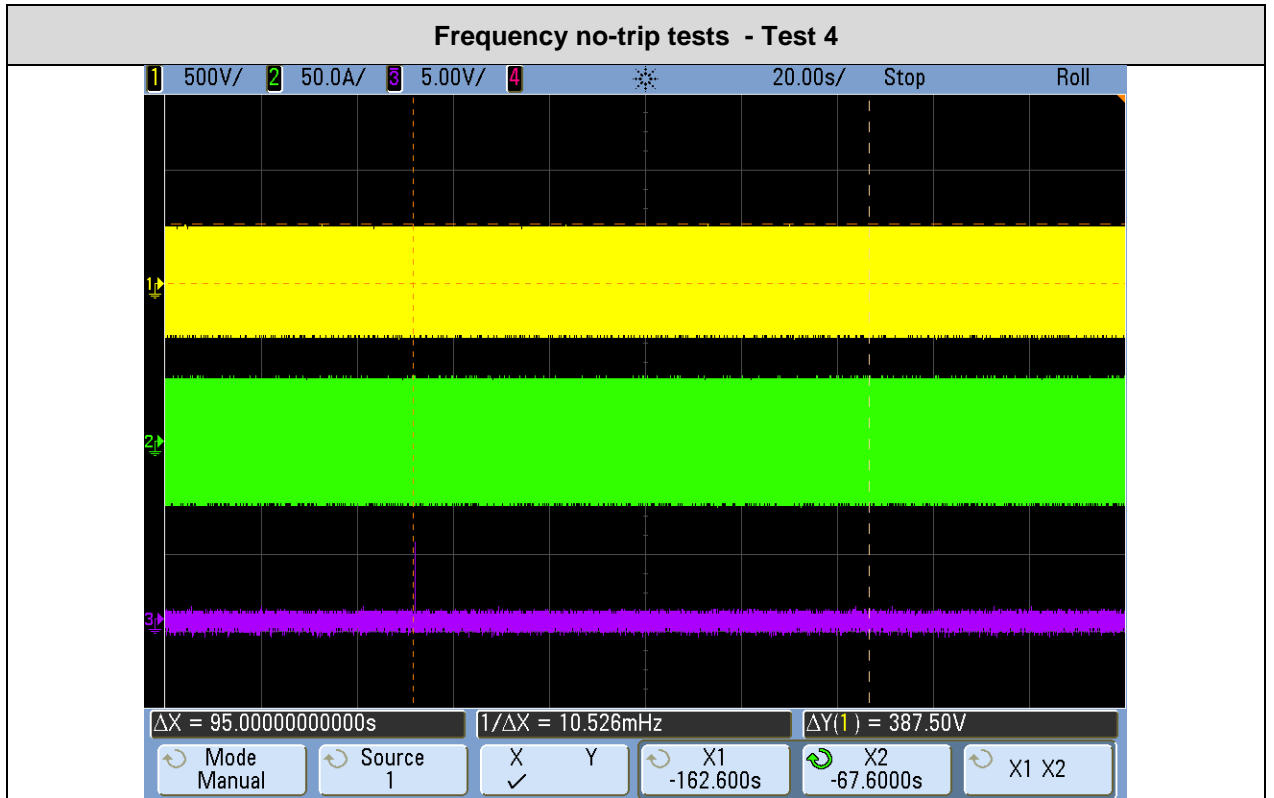 Frequency no-trip tests - Test 4
1 500V/ 2 50.0A/ 3 5.00V/ 4 20.00s/ Stop Roll
1
2
3
ΔX = 95.00000000000s 1/ΔX = 10.526mHz ΔY(1) = 387.50V
Mode Source X Y X1 X2 X1 X2
Manual 1 ✓ -162.600s -67.6000s